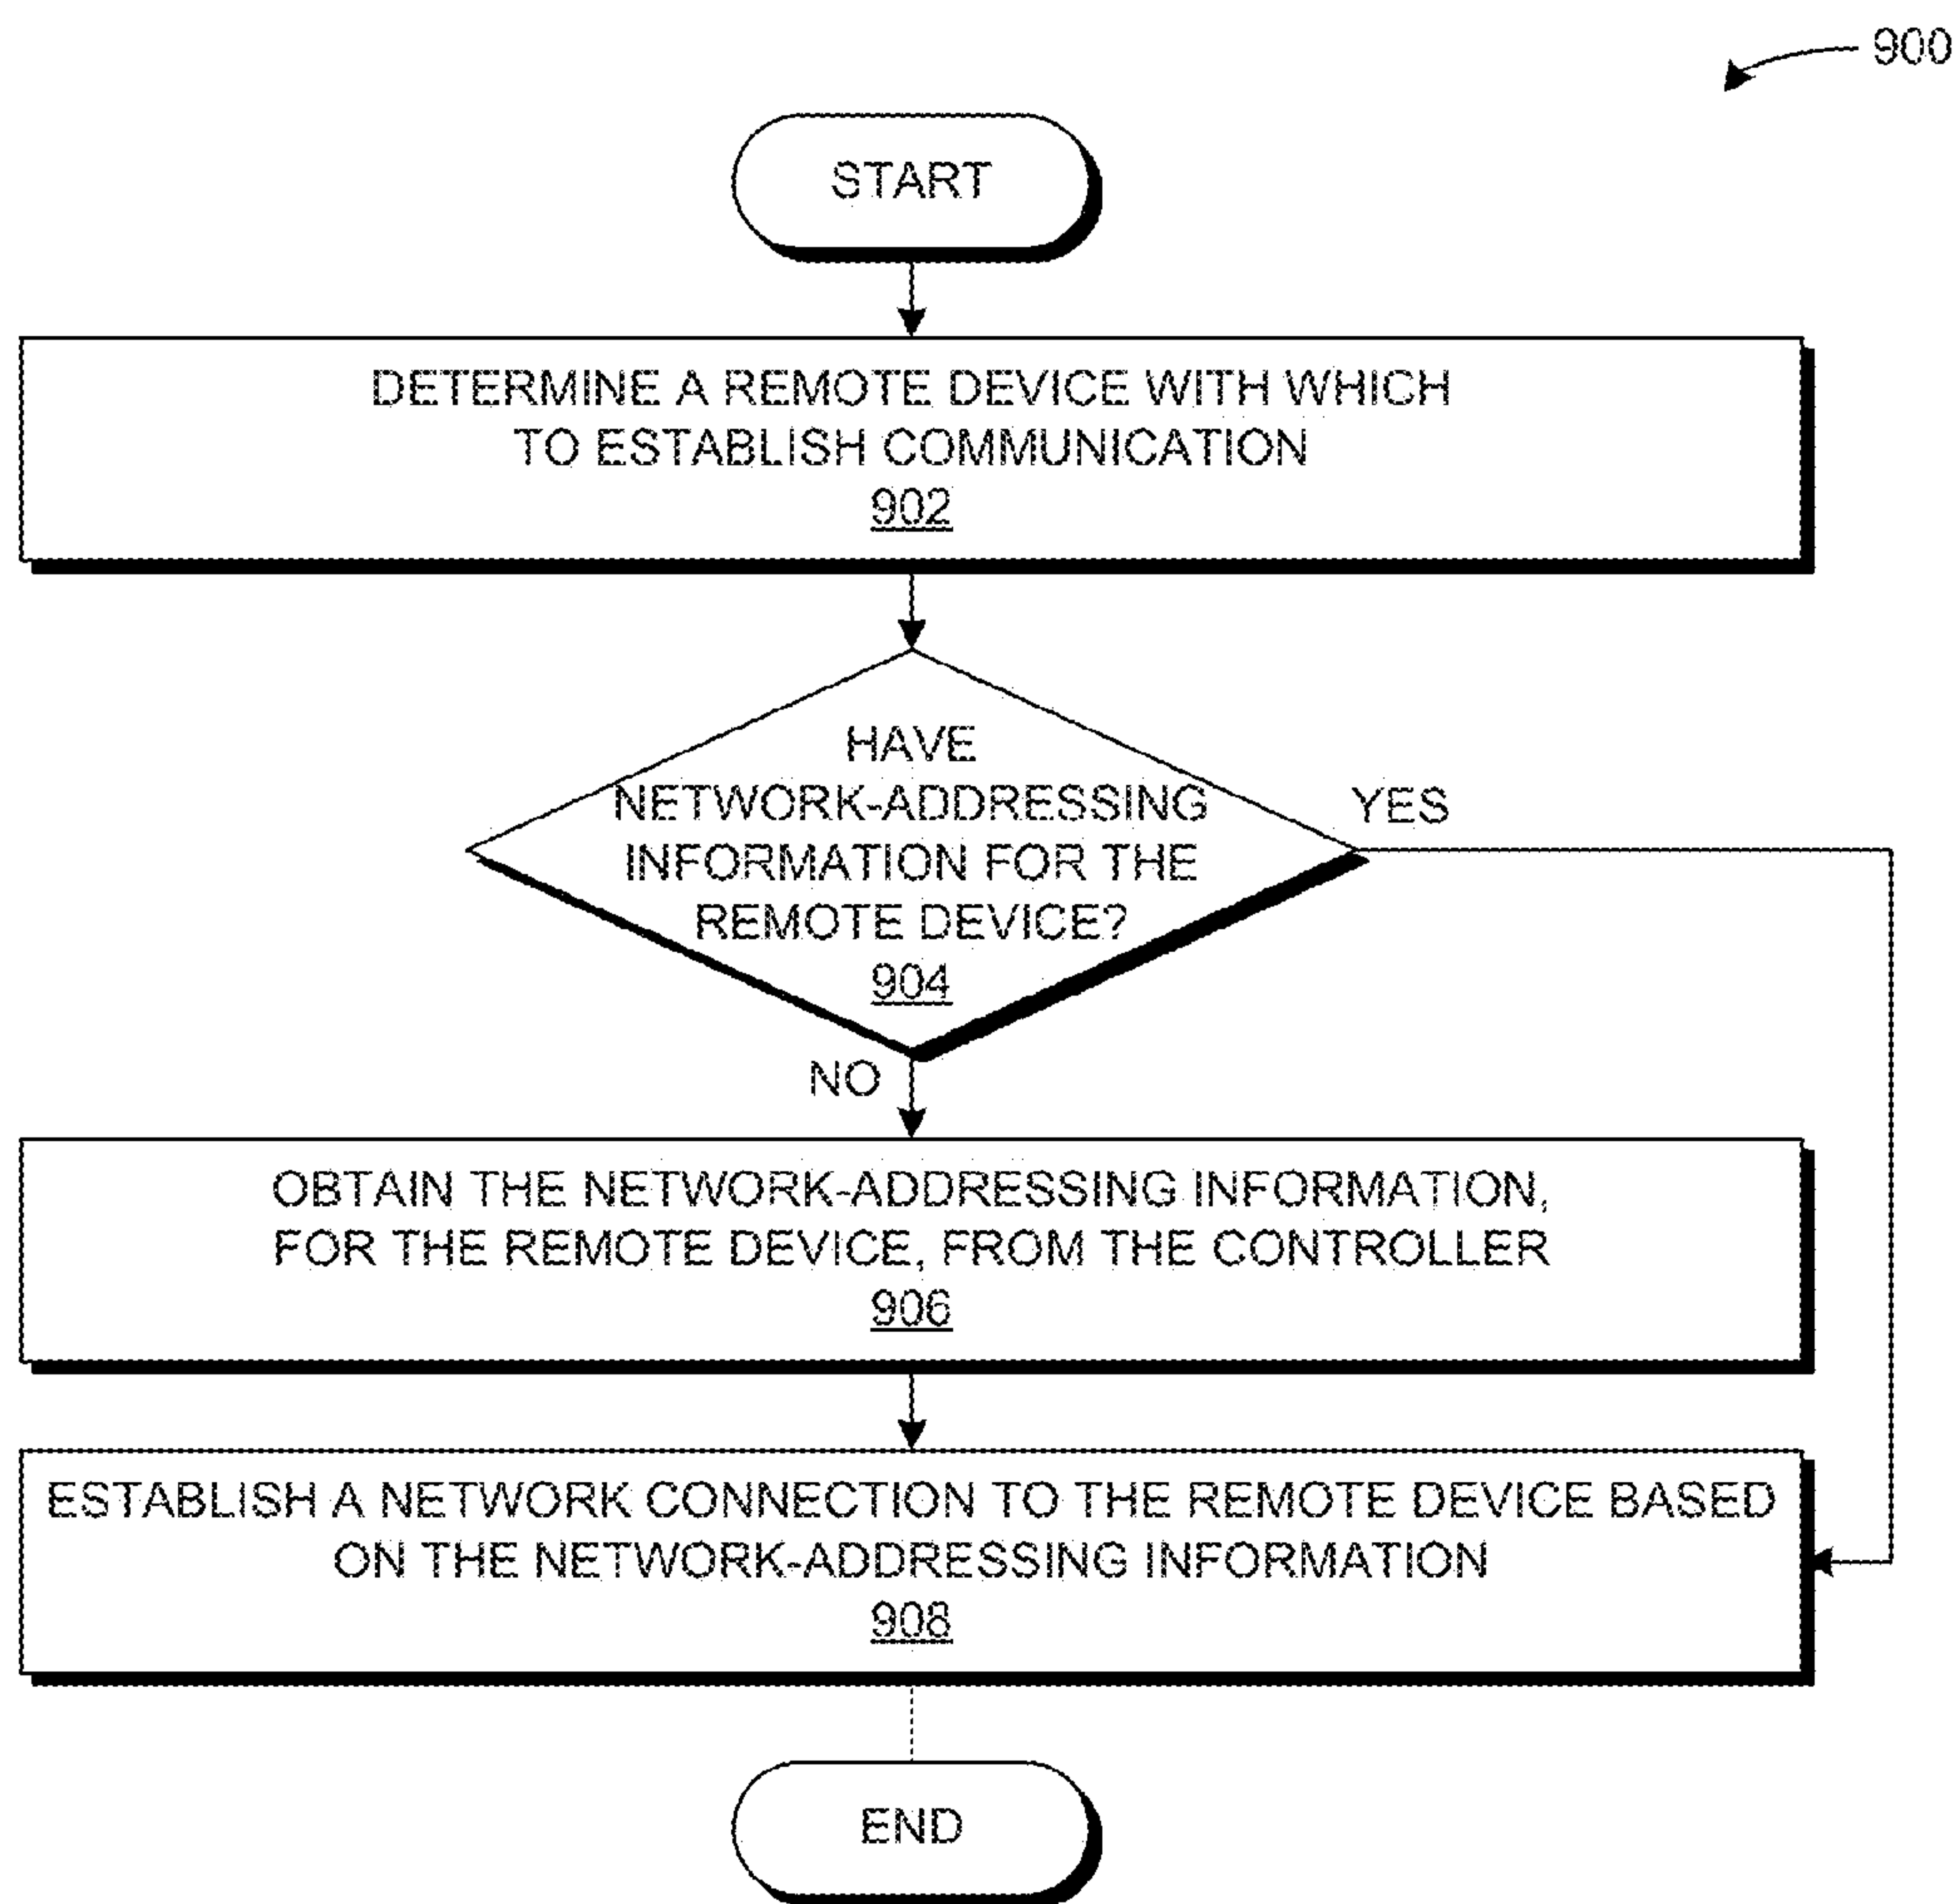 900
START
DETERMINE A REMOTE DEVICE WITH WHICH
TO ESTABLISH COMMUNICATION
902
HAVE
NETWORK-ADDRESSING
INFORMATION FOR THE
REMOTE DEVICE?
904
YES
NO
OBTAIN THE NETWORK-ADDRESSING INFORMATION,
FOR THE REMOTE DEVICE, FROM THE CONTROLLER
906
ESTABLISH A NETWORK CONNECTION TO THE REMOTE DEVICE BASED
ON THE NETWORK-ADDRESSING INFORMATION
908
END